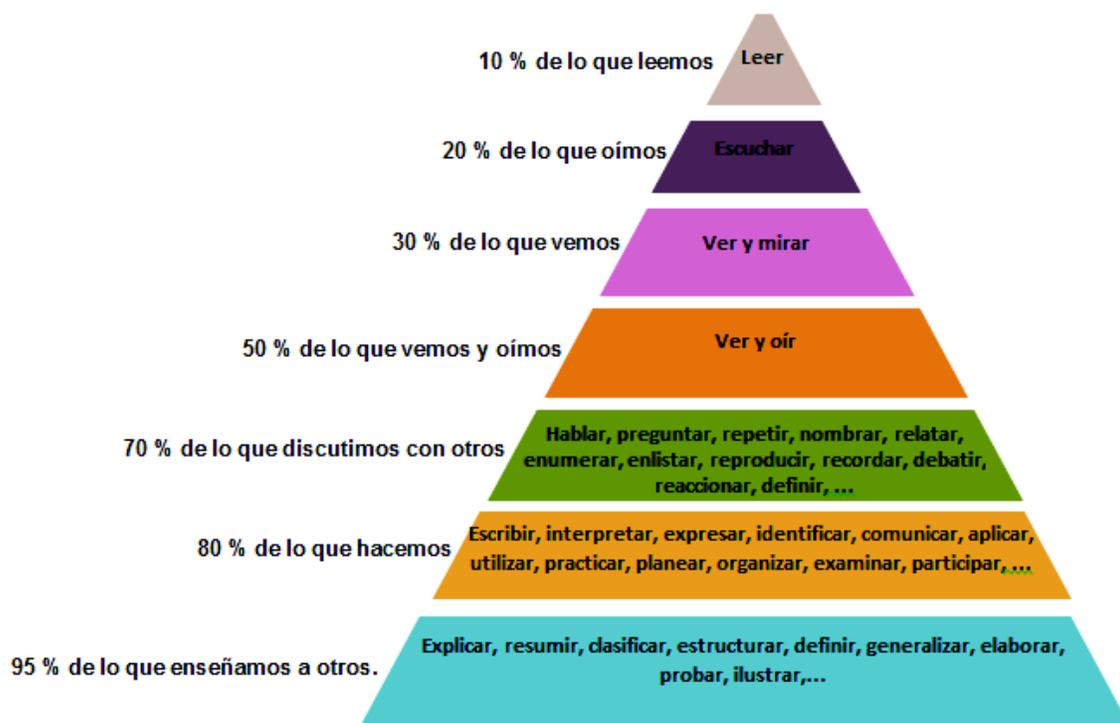 10 % de lo que leemos
Leer
20 % de lo que oímos
Escuchar
30 % de lo que vemos
Ver y mirar
50 % de lo que vemos y oímos
Ver y oír
70 % de lo que discutimos con otros
Hablar, preguntar, repetir, nombrar, relatar,
enumerar, enlistar, reproducir, recordar, debatir,
reaccionar, definir, ...
80 % de lo que hacemos
Escribir, interpretar, expresar, identificar, comunicar, aplicar,
utilizar, practicar, planear, organizar, examinar, participar, ...
95 % de lo que enseñamos a otros.
Explicar, resumir, clasificar, estructurar, definir, generalizar, elaborar,
probar, ilustrar,...